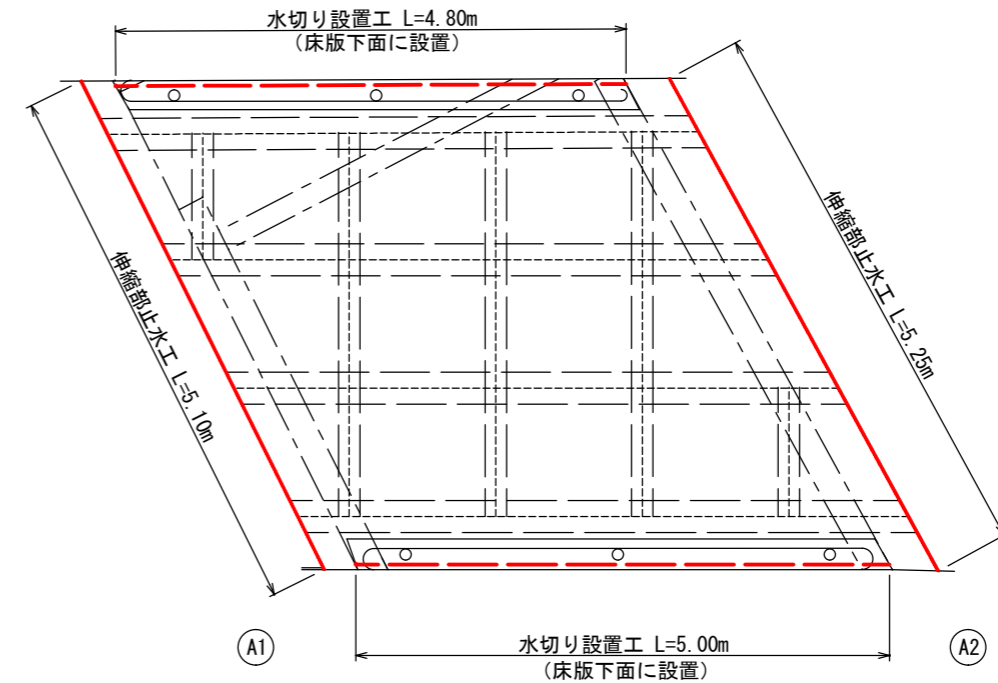 水切り設置工 L=4.80m
(床版下面に設置)
伸縮部止水工 L=5.10m
伸縮部止水工 L=5.25m
A1
水切り設置工 L=5.00m
(床版下面に設置)
A2